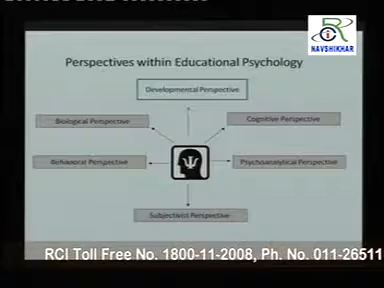 NAVSHIKHAR
Perspectives within Educational Psychology
Developmental Perspective
Biological Perspective
Cognitive Perspective
Behavioral Perspective
Psychoanalytical Perspective
Subjectivist Perspective
RCI Toll Free No. 1800-11-2008, Ph. No. 011-26511